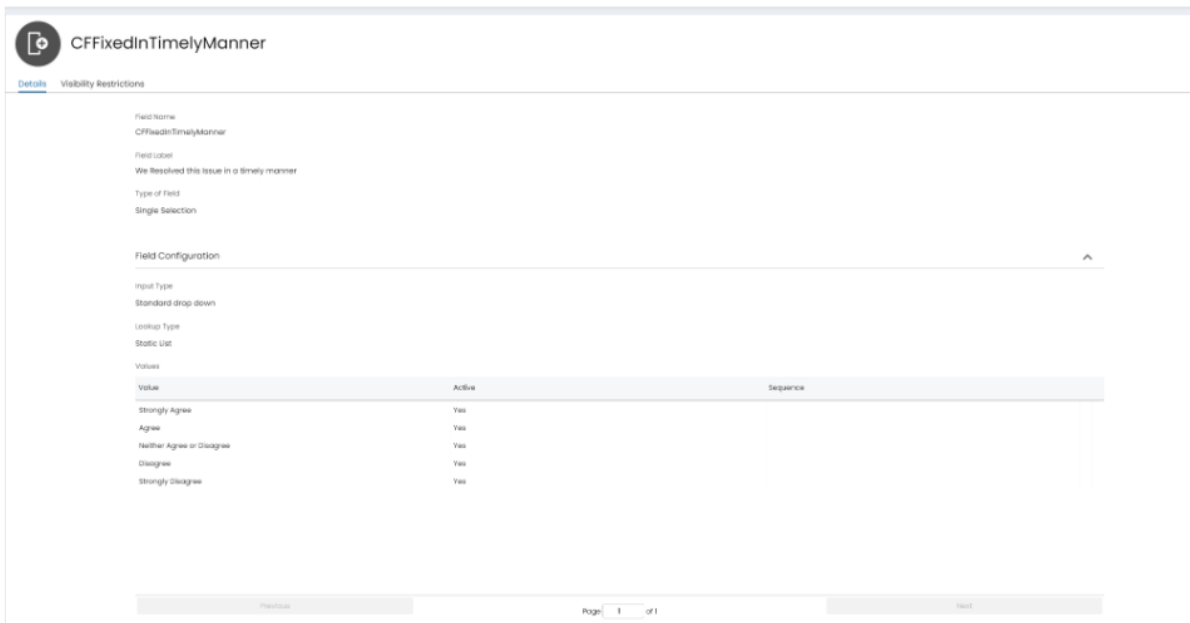 CFFixedInTimelyManner
Details Visibility Restrictions
Field Name
CFFixedInTimelyManner
Field Label
We Resolved this Issue in a timely manner
Type of Field
Single Selection
Field Configuration
Input Type
Standard drop down
Lookup Type
Static List
Values
Value Active Sequence
Strongly Agree Yes
Agree Yes
Neither Agree or Disagree Yes
Disagree Yes
Strongly Disagree Yes
Previous Page 1 of 1 Next